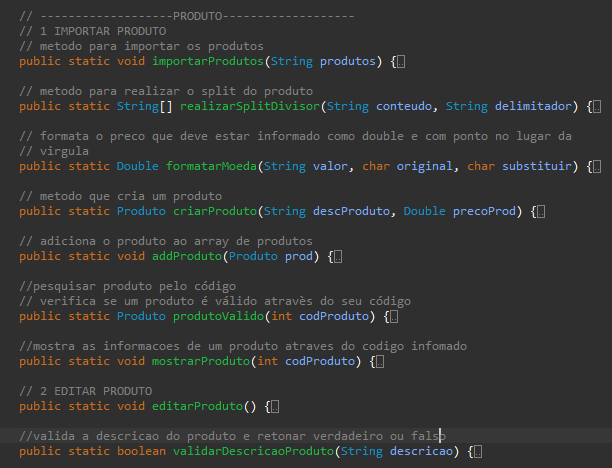 // -------------------PRODUTO-------------------
// 1 IMPORTAR PRODUTO
// metodo para importar os produtos
public static void importarProdutos(String produtos) {
// metodo para realizar o split do produto
public static String[] realizarSplitDivisor(String conteudo, String delimitador) {
// formata o preco que deve estar informado como double e com ponto no lugar da
// virgula
public static Double formatarMoeda(String valor, char original, char substituir) {
// metodo que cria um produto
public static Produto criarProduto(String descProduto, Double precoProd) {
// adiciona o produto ao array de produtos
public static void addProduto(Produto prod) {
//pesquisar produto pelo código
// verifica se um produto é válido atravès do seu código
public static Produto produtoValido(int codProduto) {
//mostra as informacoes de um produto atraves do codigo infomado
public static void mostrarProduto(int codProduto) {
// 2 EDITAR PRODUTO
public static void editarProduto() {
//valida a descricao do produto e retonar verdadeiro ou falso
public static boolean validarDescricaoProduto(String descricao) {